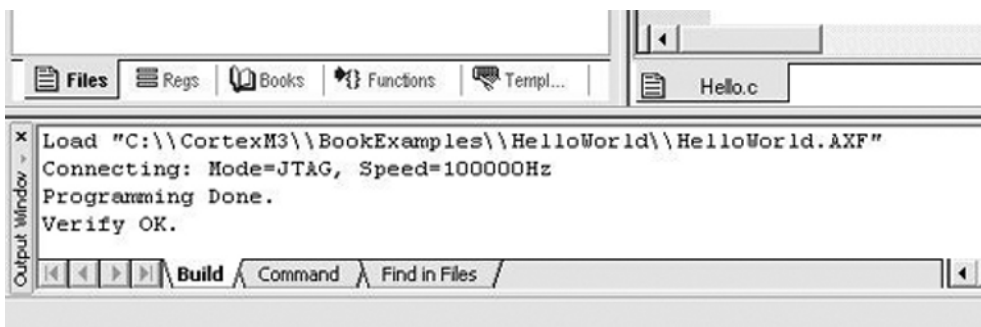 Files Regs Books Functions Templ...
Hello.c
Output Window
Load "C:\\CortexM3\\BookExamples\\HelloWorld\\HelloWorld.AXF"
Connecting: Mode=JTAG, Speed=100000Hz
Programming Done.
Verify OK.
Build Command Find in Files